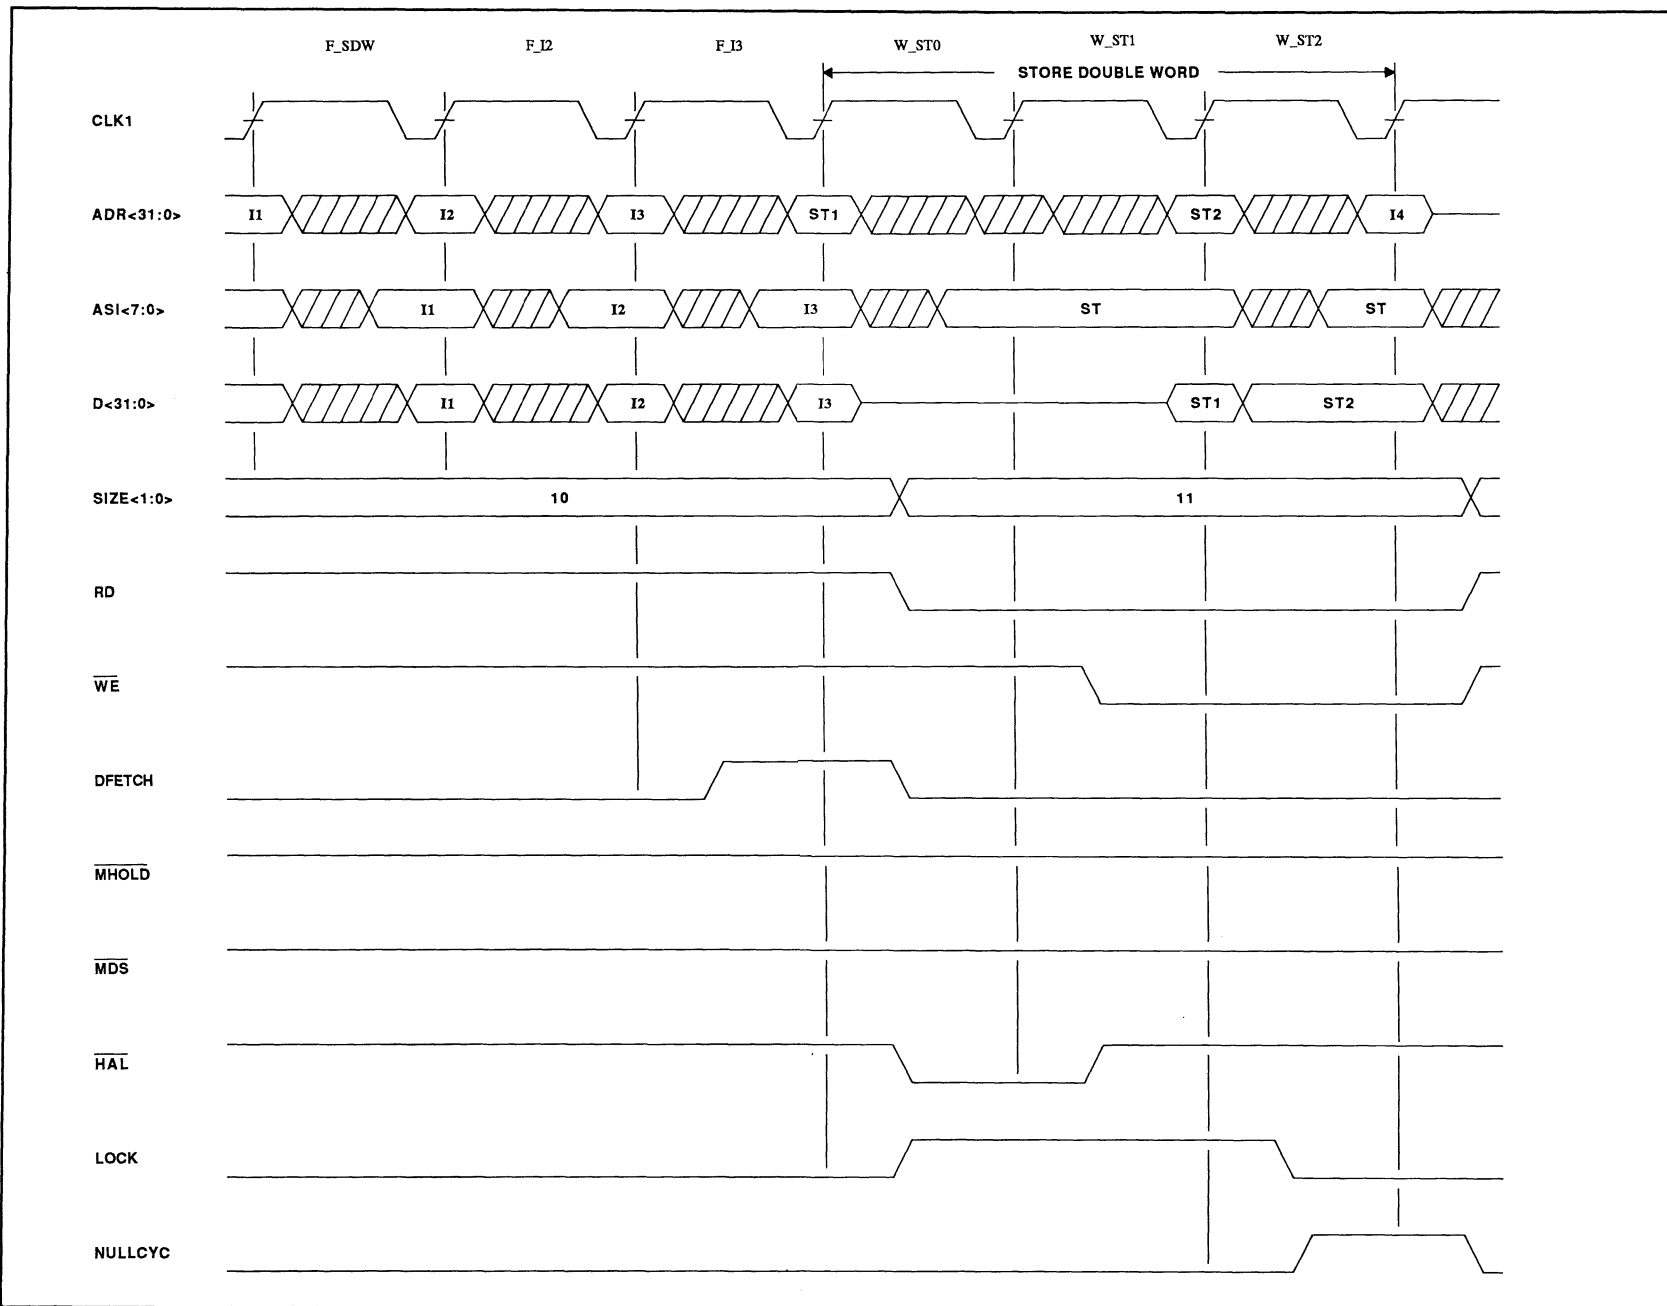 F_SDW F_I2 F_I3 W_ST0 W_ST1 W_ST2
STORE DOUBLE WORD
CLK1
ADR<31:0> I1 I2 I3 ST1 ST2 I4
ASI<7:0> I1 I2 I3 ST ST
D<31:0> I1 I2 I3 ST1 ST2
SIZE<1:0> 10 11
RD
WE
DFETCH
MHOLD
MDS
HAL
LOCK
NULLCYC